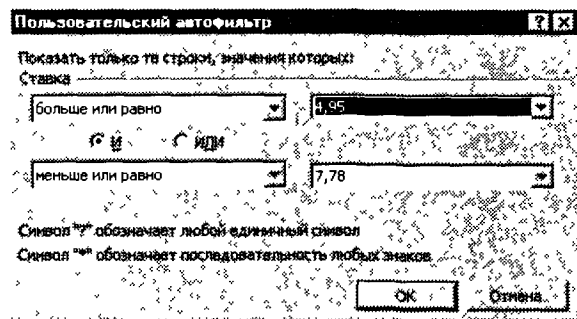 Пользовательский автофильтр
Показать только те строки, значения которых:
Ставка
больше или равно 4,95
И ИЛИ
меньше или равно 7,78
Символ "?" обозначает любой единичный символ
Символ "*" обозначает последовательность любых знаков
ОК Отмена